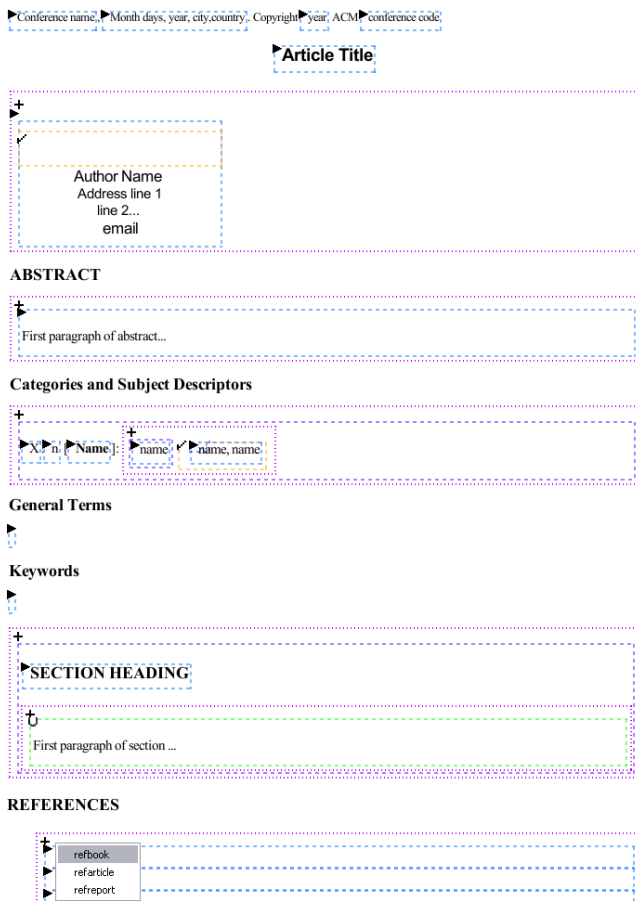 Conference name,, Month days, year, city,country . Copyright year ACM conference code
Article Title
Author Name
Address line 1
line 2...
email
ABSTRACT
First paragraph of abstract...
Categories and Subject Descriptors
X n [ Name ]: name name, name
General Terms
Keywords
SECTION HEADING
First paragraph of section ...
REFERENCES
refbook
refarticle
refreport